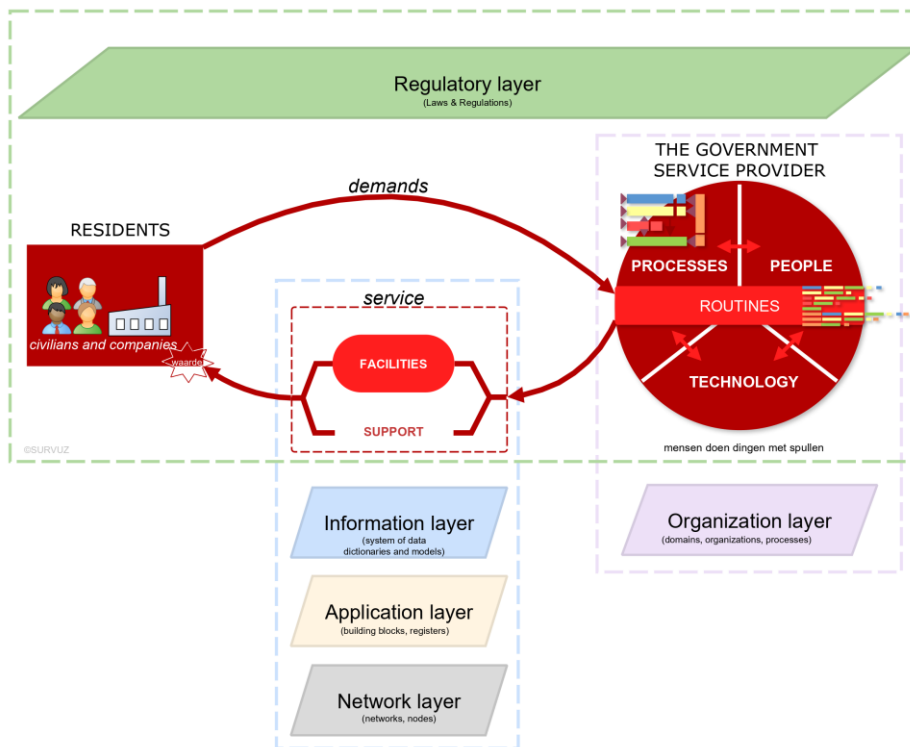 Regulatory layer
(Laws & Regulations)
THE GOVERNMENT
SERVICE PROVIDER
demands
RESIDENTS
civilians and companies
waarde
service
FACILITIES
SUPPORT
PROCESSES
PEOPLE
ROUTINES
TECHNOLOGY
mensen doen dingen met spullen
©SURVUZ
Information layer
(system of data
dictionaries and models)
Organization layer
(domains, organizations, processes)
Application layer
(building blocks, registers)
Network layer
(networks, nodes)